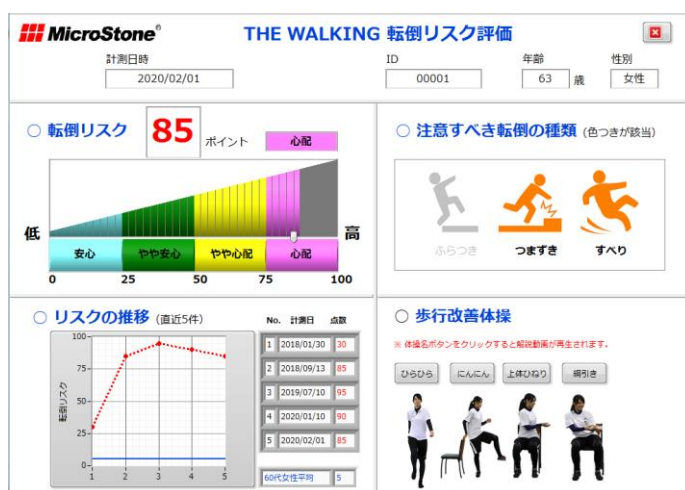 MicroStone®
THE WALKING 転倒リスク評価
計測日時
2020/02/01
ID
00001
年齢
63 歳
性別
女性
○ 転倒リスク 85 ポイント 心配
低 高
安心 やや安心 やや心配 心配
0 25 50 75 100
○ 注意すべき転倒の種類 (色つきが該当)
ふらつき つまずき すべり
○ リスクの推移 (直近5件)
転倒リスク
100-
75-
50-
25-
0-
1 2 3 4 5
No. 計測日 点数
1 2018/01/30 30
2 2018/09/13 85
3 2019/07/10 95
4 2020/01/10 90
5 2020/02/01 85
60代女性平均 5
○ 歩行改善体操
※ 体操名ボタンをクリックすると解説動画が再生されます。
ひらひら にんにん 上体ひねり 綱引き